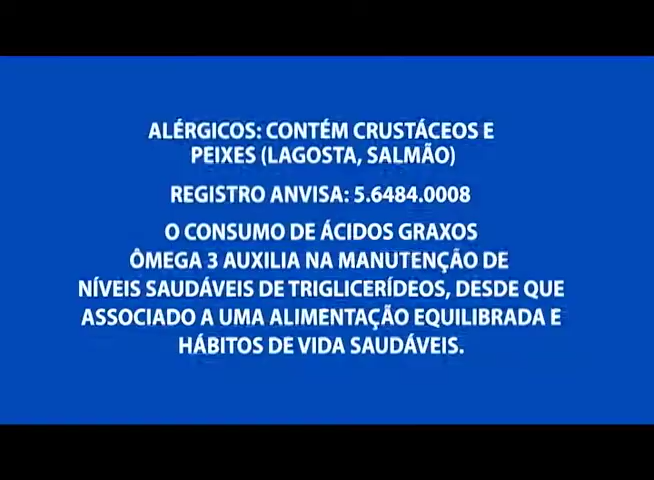 ALÉRGICOS: CONTÉM CRUSTÁCEOS E
PEIXES (LAGOSTA, SALMÃO)
REGISTRO ANVISA: 5.6484.0008
O CONSUMO DE ÁCIDOS GRAXOS
ÔMEGA 3 AUXILIA NA MANUTENÇÃO DE
NÍVEIS SAUDÁVEIS DE TRIGLICERÍDEOS, DESDE QUE
ASSOCIADO A UMA ALIMENTAÇÃO EQUILIBRADA E
HÁBITOS DE VIDA SAUDÁVEIS.